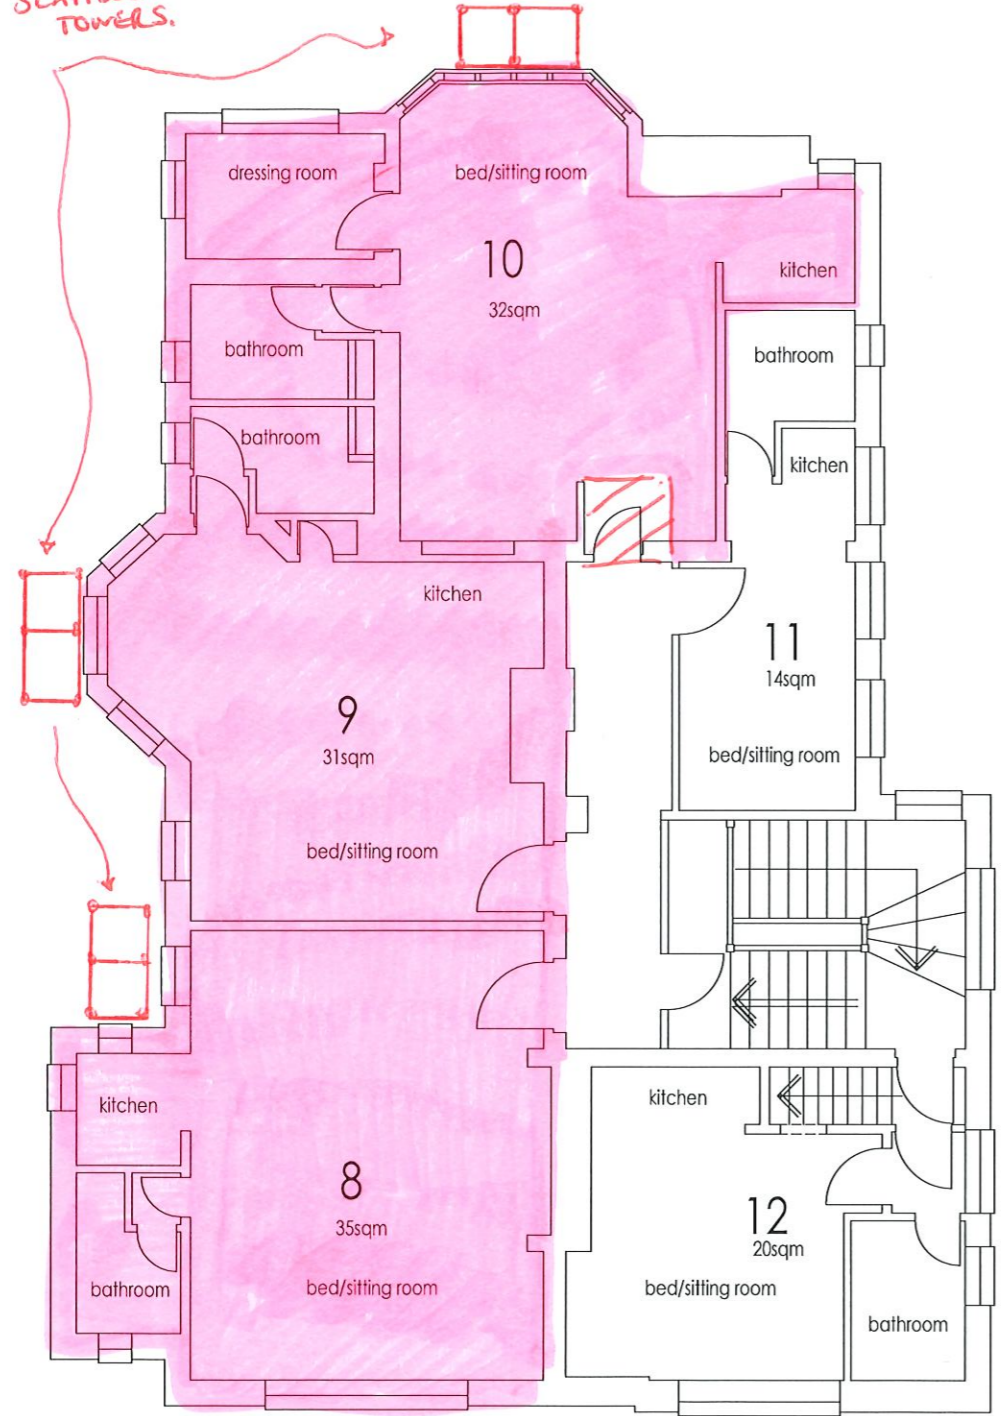 TOWERS.
dressing room
bed/sitting room
10
32sqm
kitchen
bathroom
bathroom
bathroom
kitchen
kitchen
9
31sqm
bed/sitting room
11
14sqm
bed/sitting room
kitchen
8
35sqm
bed/sitting room
bathroom
kitchen
12
20sqm
bed/sitting room
bathroom